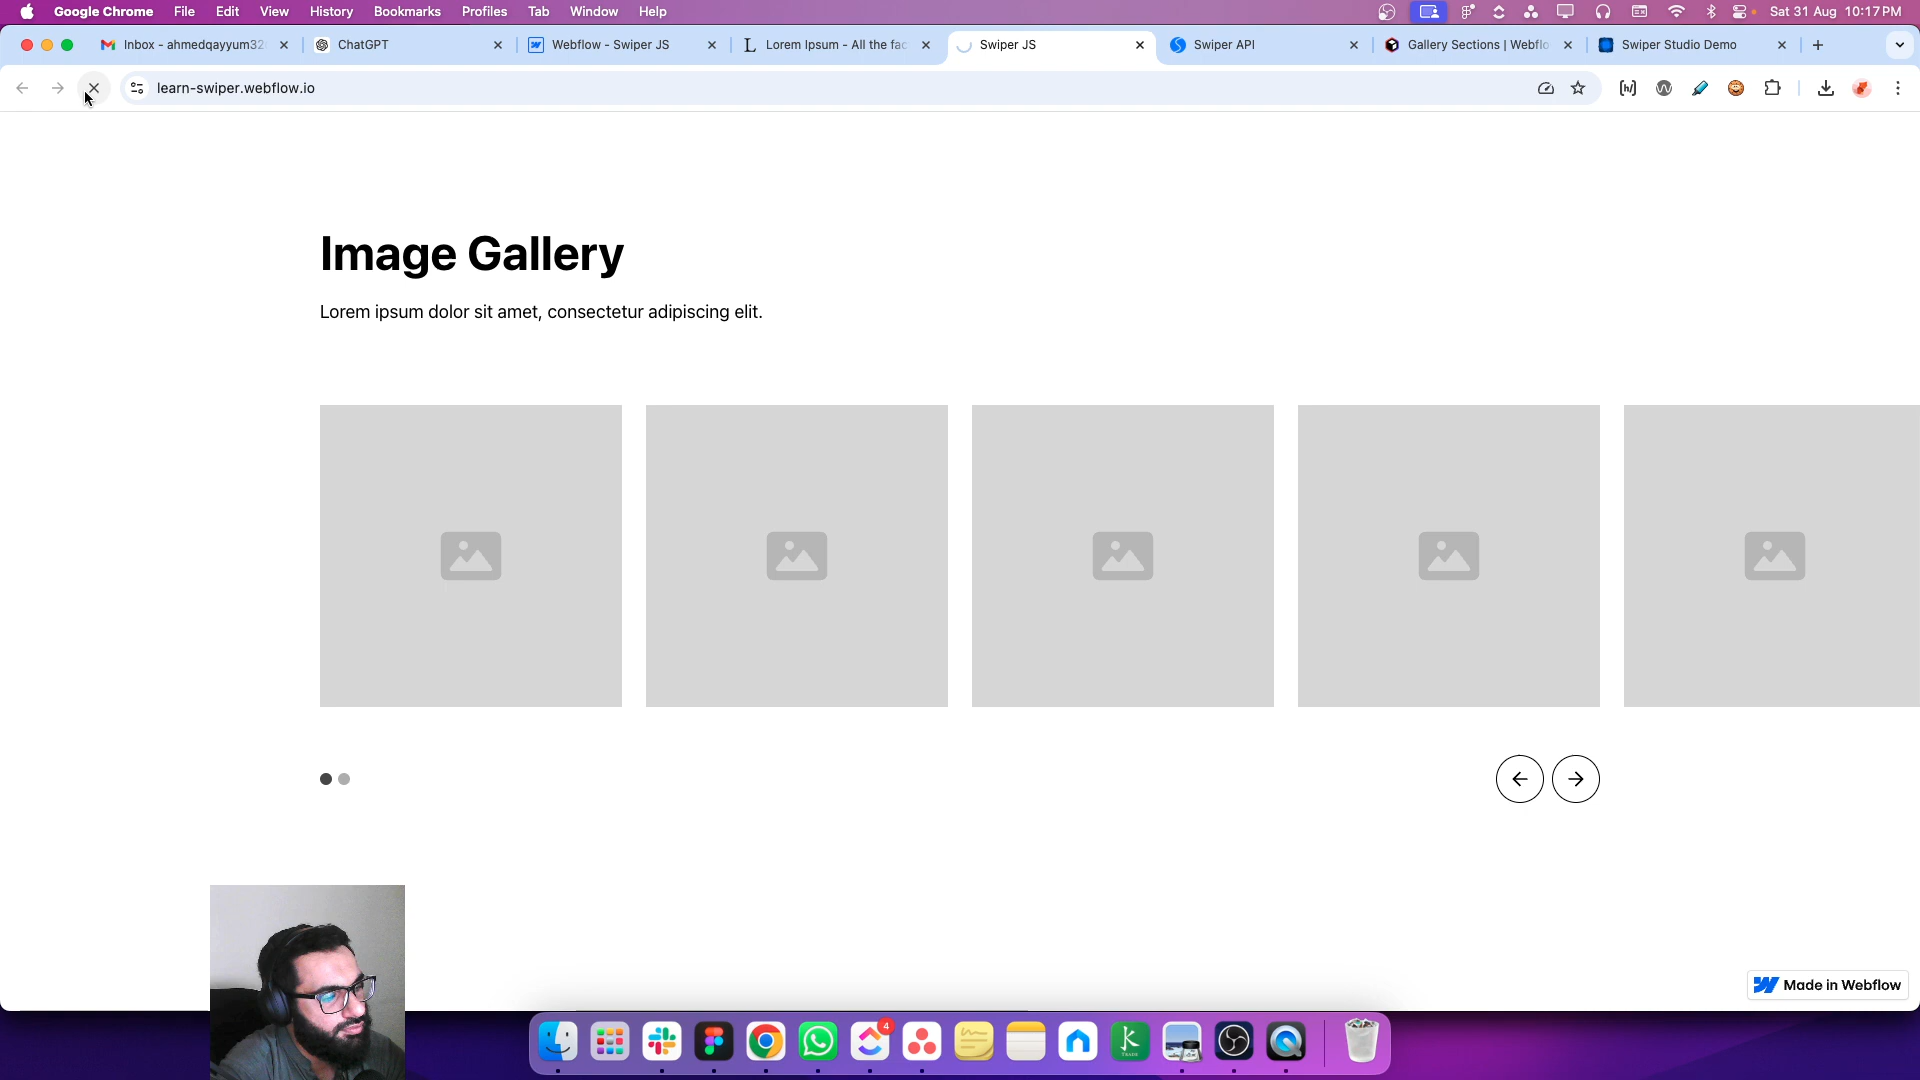 Google Chrome File Edit View History Bookmarks Profiles Tab Window Help Sat 31 Aug 10:17 PM
Inbox - ahmedqayyum32 ChatGPT Webflow - Swiper JS Lorem Ipsum - All the fac Swiper JS Swiper API Gallery Sections | Webflo Swiper Studio Demo
learn-swiper.webflow.io
Image Gallery
Lorem ipsum dolor sit amet, consectetur adipiscing elit.
Made in Webflow
4
TRADE